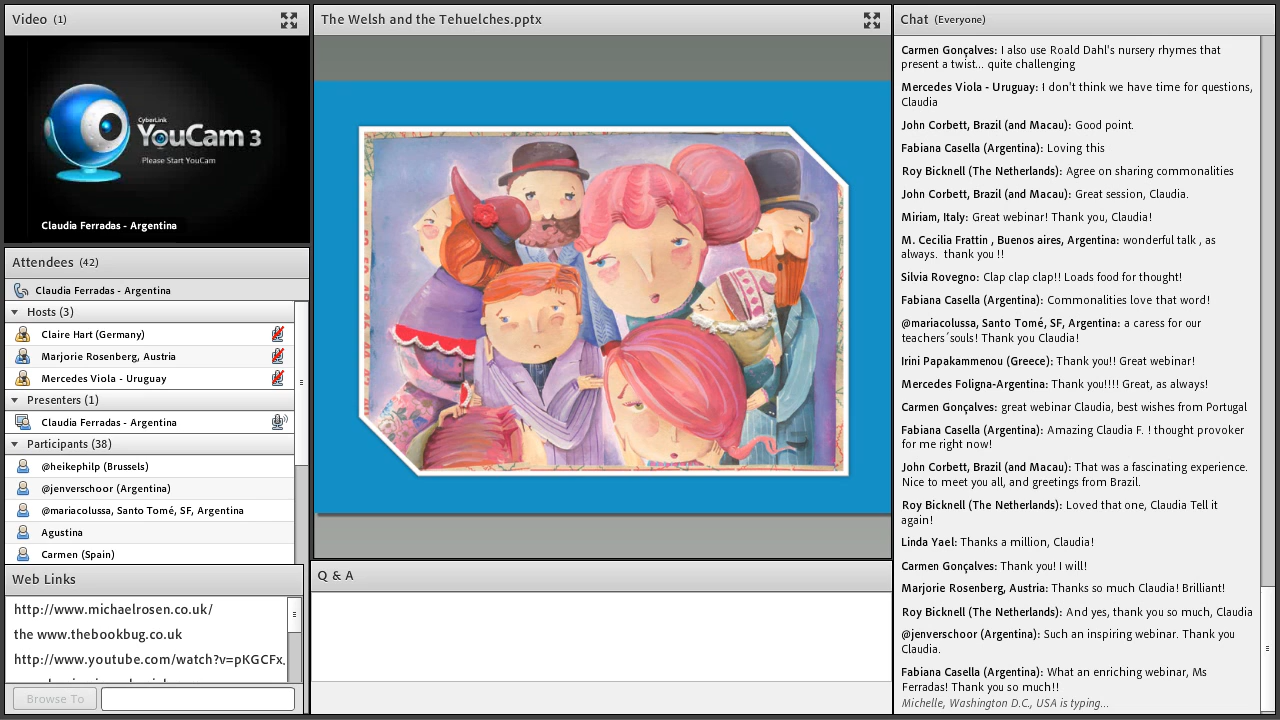 Video (1)
CyberLink
YouCam 3
Please Start YouCam
Claudia Ferradas - Argentina
Attendees (42)
Claudia Ferradas - Argentina
Hosts (3)
Claire Hart (Germany)
Marjorie Rosenberg, Austria
Mercedes Viola - Uruguay
Presenters (1)
Claudia Ferradas - Argentina
Participants (38)
@heikephilp (Brussels)
@jenverschoor (Argentina)
@mariacolussa, Santo Tomé, SF, Argentina
Agustina
Carmen (Spain)
Web Links
http://www.michaelrosen.co.uk/
the www.thebookbug.co.uk
http://www.youtube.com/watch?v=pKGCFx.
Browse To
The Welsh and the Tehuelches.pptx
Q & A
Chat (Everyone)
Carmen Gonçalves: I also use Roald Dahl's nursery rhymes that
present a twist... quite challenging
Mercedes Viola - Uruguay: I don't think we have time for questions,
Claudia
John Corbett, Brazil (and Macau): Good point.
Fabiana Casella (Argentina): Loving this
Roy Bicknell (The Netherlands): Agree on sharing commonalities
John Corbett, Brazil (and Macau): Great session, Claudia.
Miriam, Italy: Great webinar! Thank you, Claudia!
M. Cecilia Frattin , Buenos aires, Argentina: wonderful talk , as
always. thank you !!
Silvia Rovegno: Clap clap clap!! Loads food for thought!
Fabiana Casella (Argentina): Commonalities love that word!
@mariacolussa, Santo Tomé, SF, Argentina: a caress for our
teachers´souls! Thank you Claudia!
Irini Papakammenou (Greece): Thank you!! Great webinar!
Mercedes Foligna-Argentina: Thank you!!!! Great, as always!
Carmen Gonçalves: great webinar Claudia, best wishes from Portugal
Fabiana Casella (Argentina): Amazing Claudia F. ! thought provoker
for me right now!
John Corbett, Brazil (and Macau): That was a fascinating experience.
Nice to meet you all, and greetings from Brazil.
Roy Bicknell (The Netherlands): Loved that one, Claudia Tell it
again!
Linda Yael: Thanks a million, Claudia!
Carmen Gonçalves: Thank you! I will!
Marjorie Rosenberg, Austria: Thanks so much Claudia! Brilliant!
Roy Bicknell (The Netherlands): And yes, thank you so much, Claudia
@jenverschoor (Argentina): Such an inspiring webinar. Thank you
Claudia.
Fabiana Casella (Argentina): What an enriching webinar, Ms
Ferradas! Thank you so much!!
Michelle, Washington D.C., USA is typing...